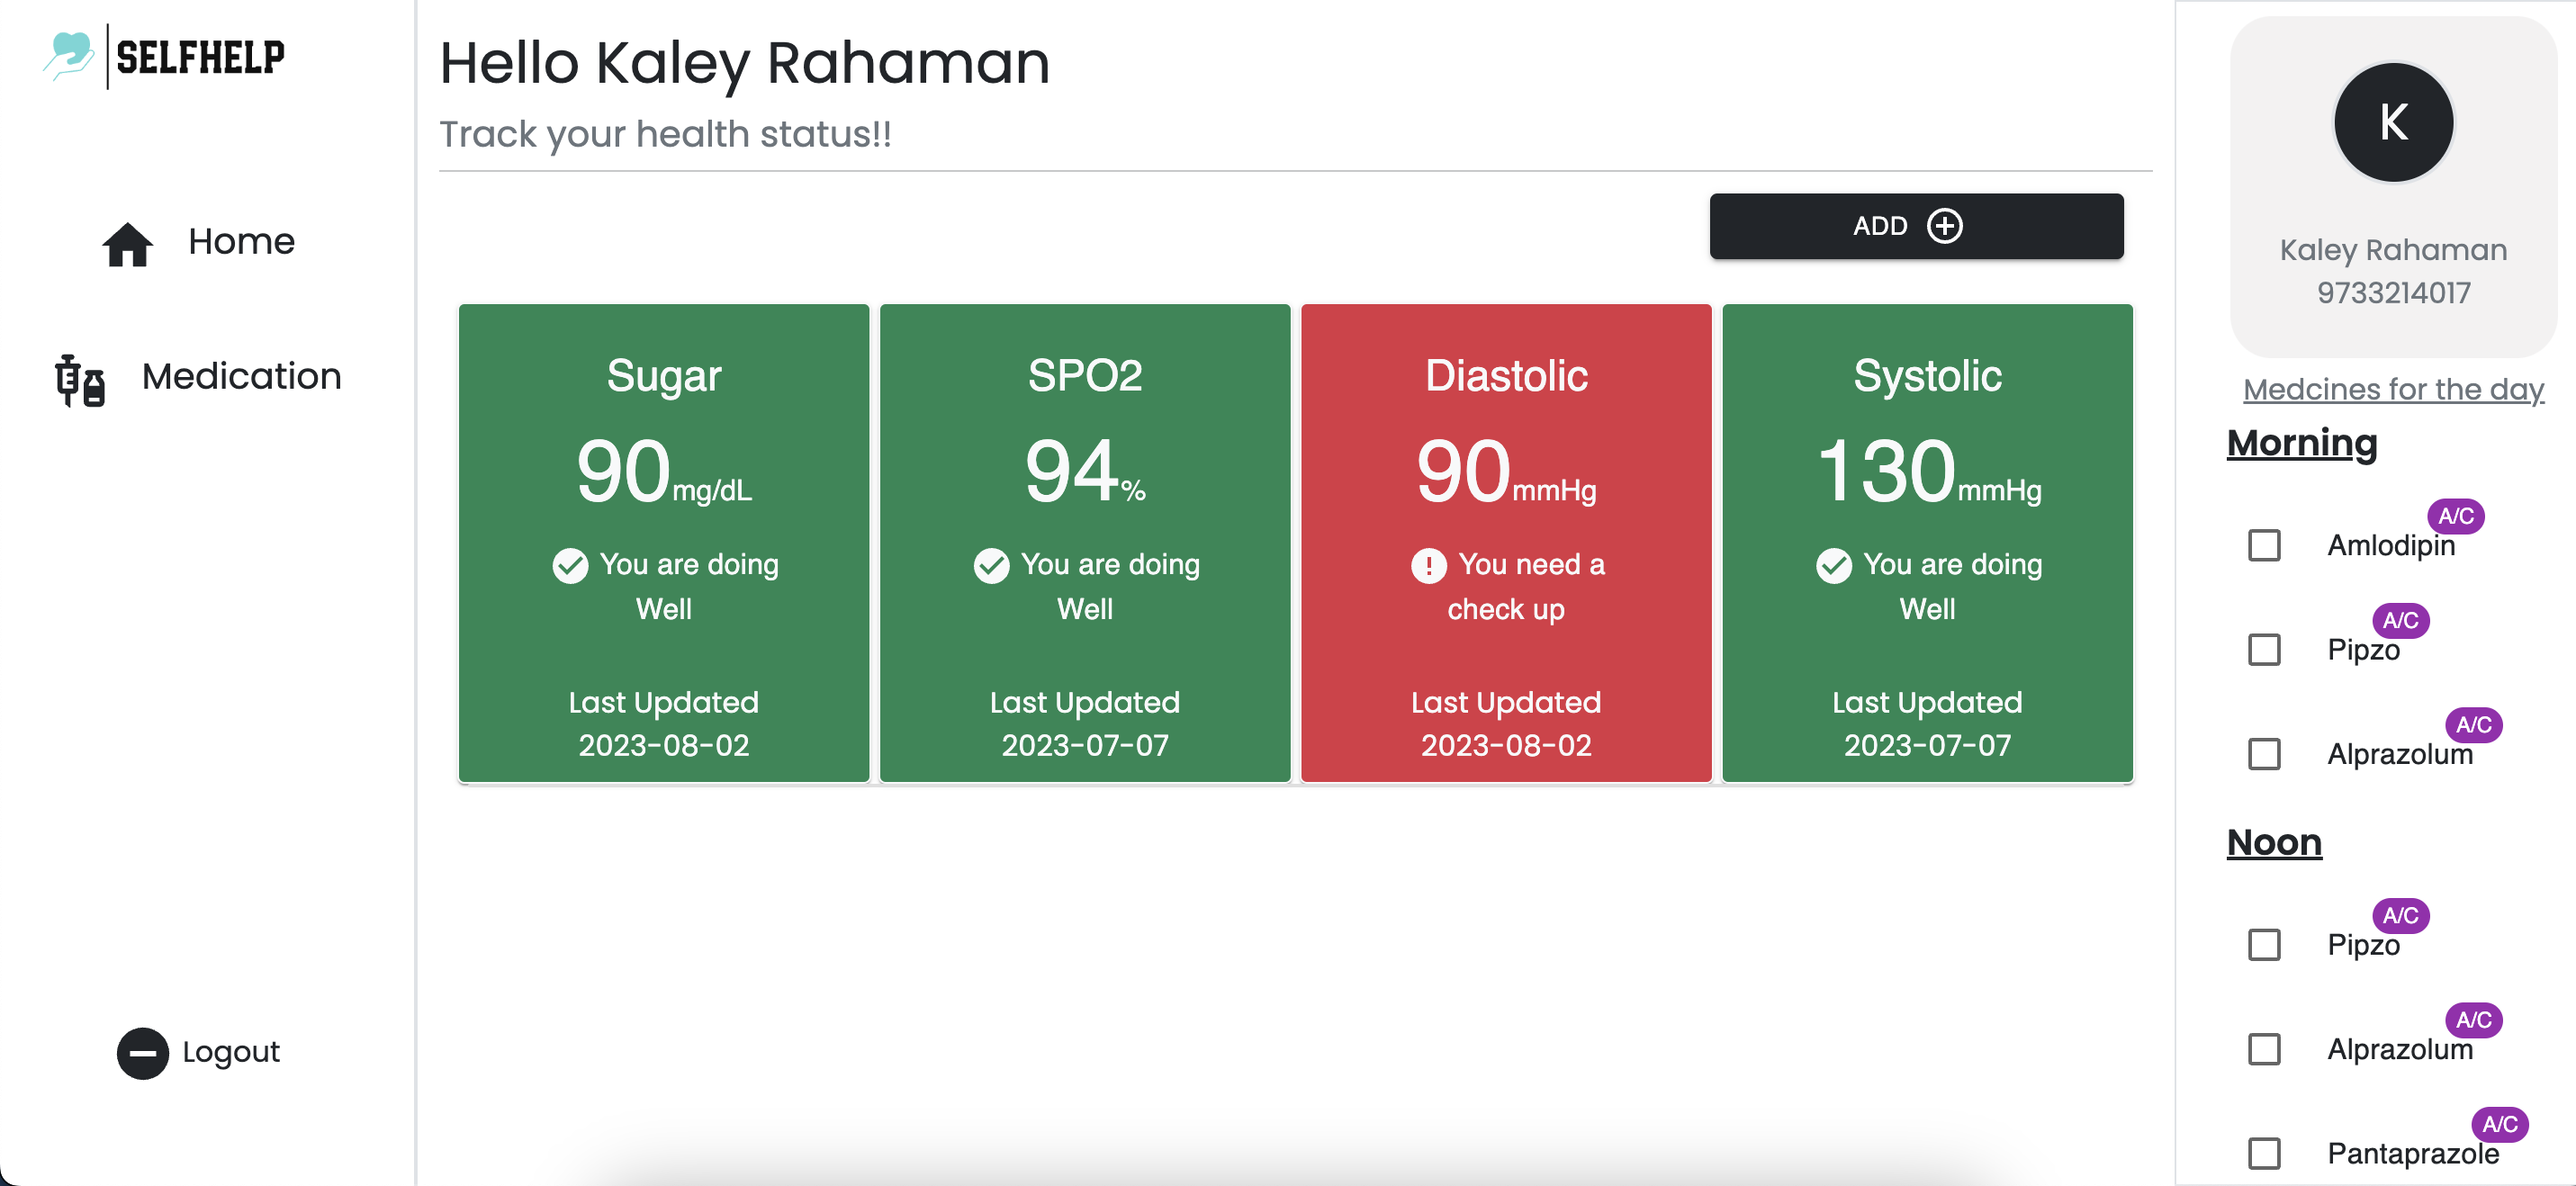 SELFHELP
Home
Medication
Logout
Hello Kaley Rahaman
Track your health status!!
ADD
Sugar
90mg/dL
You are doing
Well
Last Updated
2023-08-02
SPO2
94%
You are doing
Well
Last Updated
2023-07-07
Diastolic
90mmHg
You need a
check up
Last Updated
2023-08-02
Systolic
130mmHg
You are doing
Well
Last Updated
2023-07-07
K
Kaley Rahaman
9733214017
Medcines for the day
Morning
A/C
Amlodipin
A/C
Pipzo
A/C
Alprazolum
Noon
A/C
Pipzo
A/C
Alprazolum
A/C
Pantaprazole